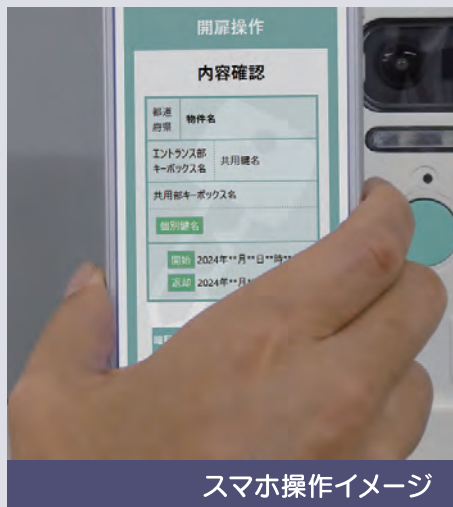 開扉操作
内容確認
都道府県 物件名
エントランス部キーボックス名 共用鍵名
共用部キーボックス名
個別鍵名
開始 2024年**月**日**時
返却 2024年**月
スマホ操作イメージ